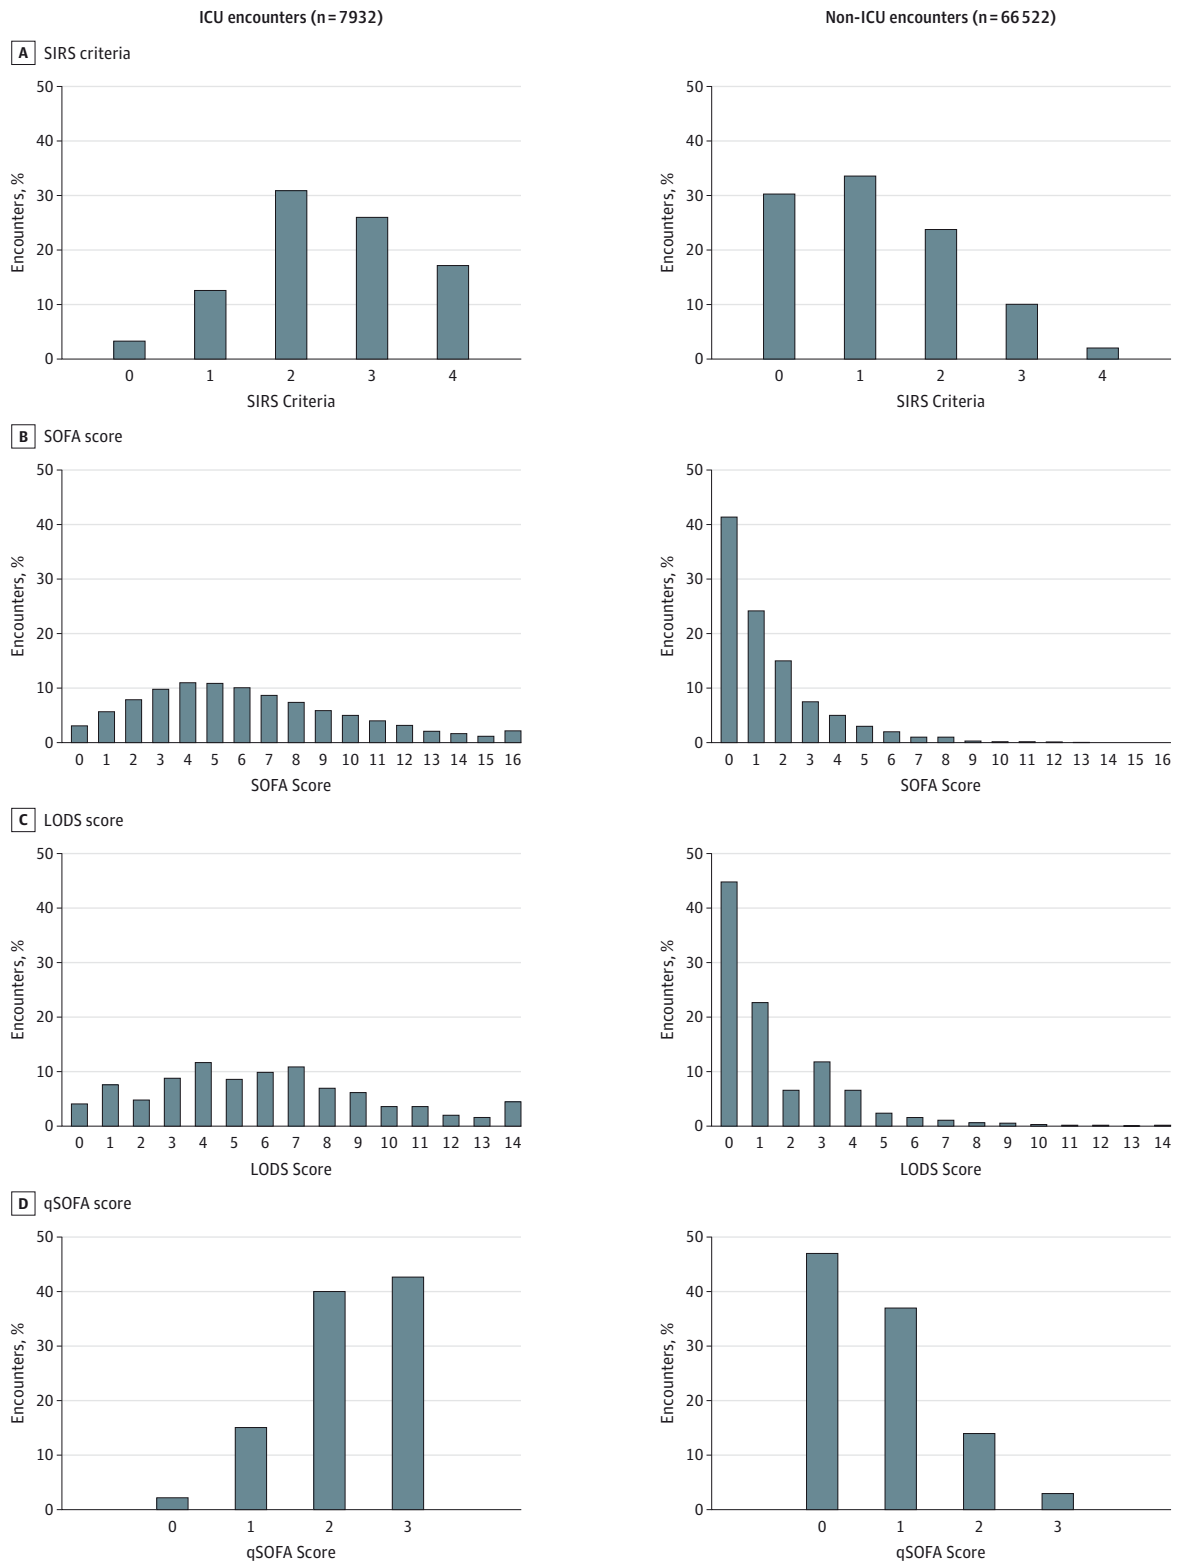 ICU encounters (n = 7932)
Non-ICU encounters (n = 66 522)
A SIRS criteria
50
40
30
20
10
0
Encounters, %
0 1 2 3 4
SIRS Criteria
50
40
30
20
10
0
Encounters, %
0 1 2 3 4
SIRS Criteria
B SOFA score
50
40
30
20
10
0
Encounters, %
0 1 2 3 4 5 6 7 8 9 10 11 12 13 14 15 16
SOFA Score
50
40
30
20
10
0
Encounters, %
0 1 2 3 4 5 6 7 8 9 10 11 12 13 14 15 16
SOFA Score
C LODS score
50
40
30
20
10
0
Encounters, %
0 1 2 3 4 5 6 7 8 9 10 11 12 13 14
LODS Score
50
40
30
20
10
0
Encounters, %
0 1 2 3 4 5 6 7 8 9 10 11 12 13 14
LODS Score
D qSOFA score
50
40
30
20
10
0
Encounters, %
0 1 2 3
qSOFA Score
50
40
30
20
10
0
Encounters, %
0 1 2 3
qSOFA Score